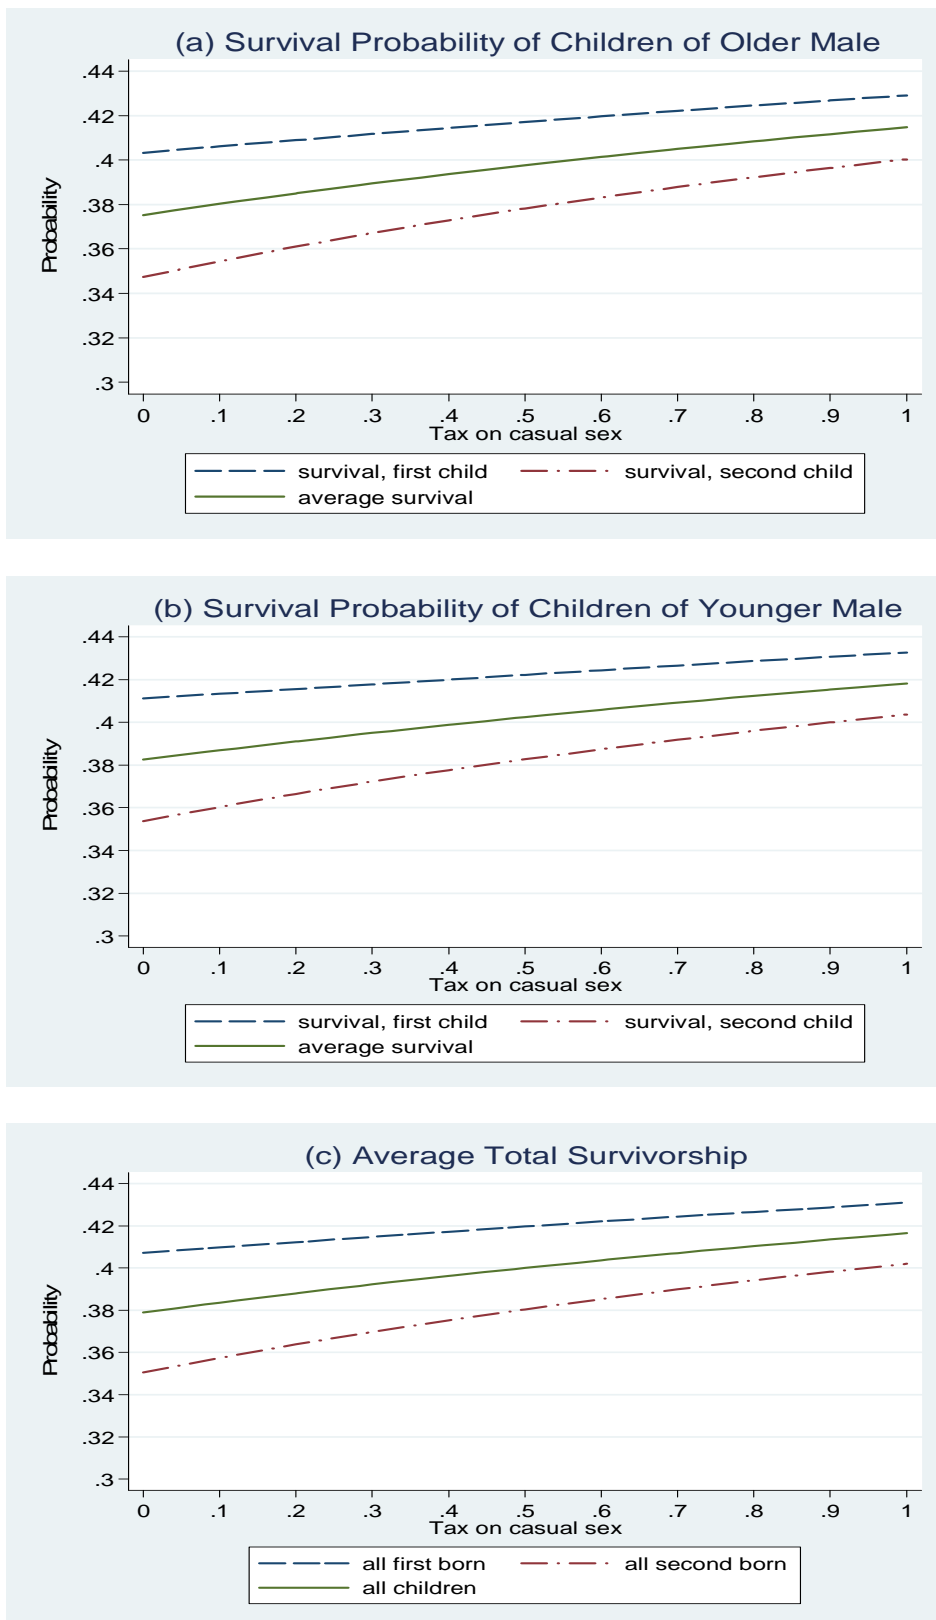 (a) Survival Probability of Children of Older Male
.44
.42
.4
.38
.36
.34
.32
.3
Probability
0 .1 .2 .3 .4 .5 .6 .7 .8 .9 1
Tax on casual sex
survival, first child survival, second child
average survival
(b) Survival Probability of Children of Younger Male
.44
.42
.4
.38
.36
.34
.32
.3
Probability
0 .1 .2 .3 .4 .5 .6 .7 .8 .9 1
Tax on casual sex
survival, first child survival, second child
average survival
(c) Average Total Survivorship
.44
.42
.4
.38
.36
.34
.32
.3
Probability
0 .1 .2 .3 .4 .5 .6 .7 .8 .9 1
Tax on casual sex
all first born all second born
all children